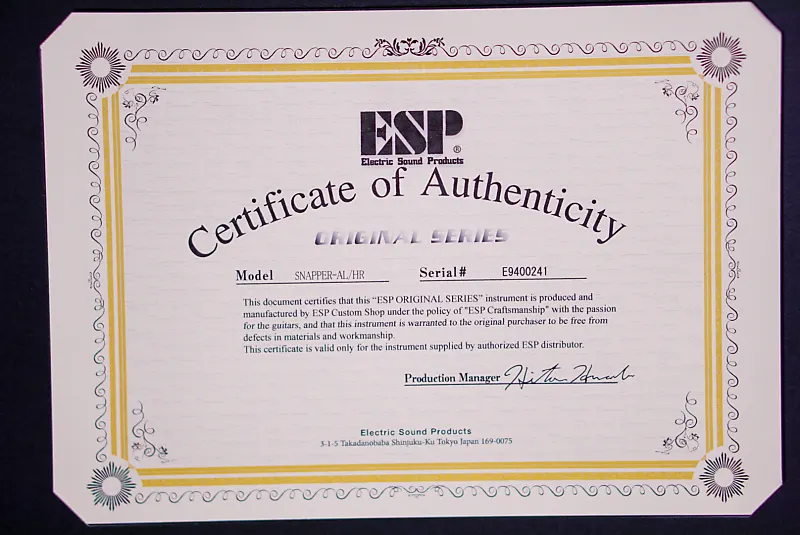 ESP®
Electric Sound Products
Certificate of Authenticity
ORIGINAL SERIES
Model SNAPPER-AL/HR Serial# E9400241
This document certifies that this “ESP ORIGINAL SERIES” instrument is produced and
manufactured by ESP Custom Shop under the policy of "ESP Craftsmanship" with the passion
for the guitars, and that this instrument is warranted to the original purchaser to be free from
defects in materials and workmanship.
This certificate is valid only for the instrument supplied by authorized ESP distributor.
Production Manager
Electric Sound Products
3-1-5 Takadanobaba Shinjuku-Ku Tokyo Japan 169-0075